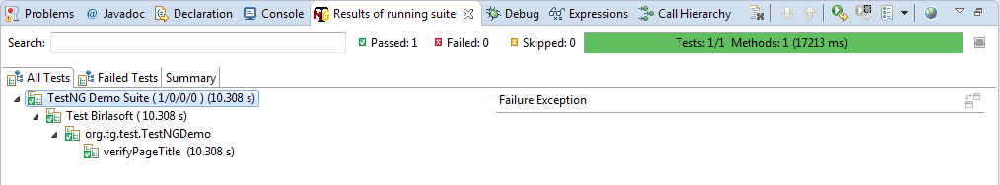 Problems @ Javadoc Declaration Console Results of running suite Debug Expressions Call Hierarchy
Search: Passed: 1 Failed: 0 Skipped: 0 Tests: 1/1 Methods: 1 (17213 ms)
All Tests Failed Tests Summary
TestNG Demo Suite ( 1/0/0/0 ) (10.308 s) Failure Exception
Test Birlasoft ( 10.308 s)
org.tg.test.TestNGDemo
verifyPageTitle (10.308 s)